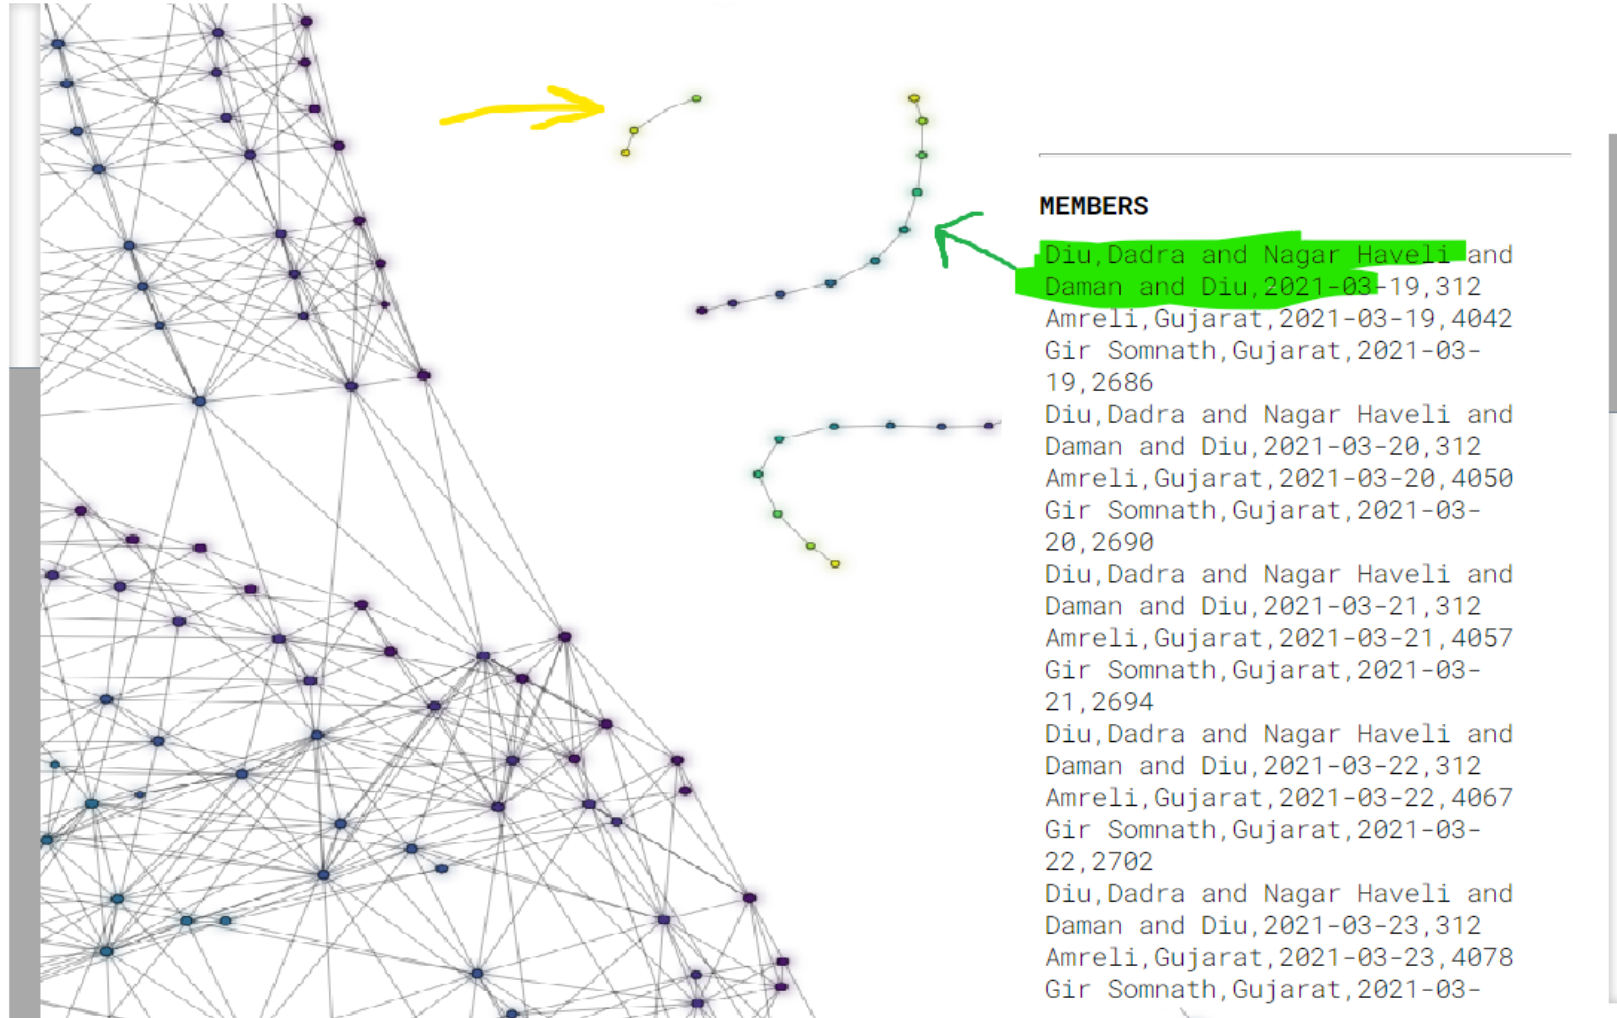 MEMBERS
Diu,Dadra and Nagar Haveli and
Daman and Diu,2021-03-19,312
Amreli,Gujarat,2021-03-19,4042
Gir Somnath,Gujarat,2021-03-
19,2686
Diu,Dadra and Nagar Haveli and
Daman and Diu,2021-03-20,312
Amreli,Gujarat,2021-03-20,4050
Gir Somnath,Gujarat,2021-03-
20,2690
Diu,Dadra and Nagar Haveli and
Daman and Diu,2021-03-21,312
Amreli,Gujarat,2021-03-21,4057
Gir Somnath,Gujarat,2021-03-
21,2694
Diu,Dadra and Nagar Haveli and
Daman and Diu,2021-03-22,312
Amreli,Gujarat,2021-03-22,4067
Gir Somnath,Gujarat,2021-03-
22,2702
Diu,Dadra and Nagar Haveli and
Daman and Diu,2021-03-23,312
Amreli,Gujarat,2021-03-23,4078
Gir Somnath,Gujarat,2021-03-